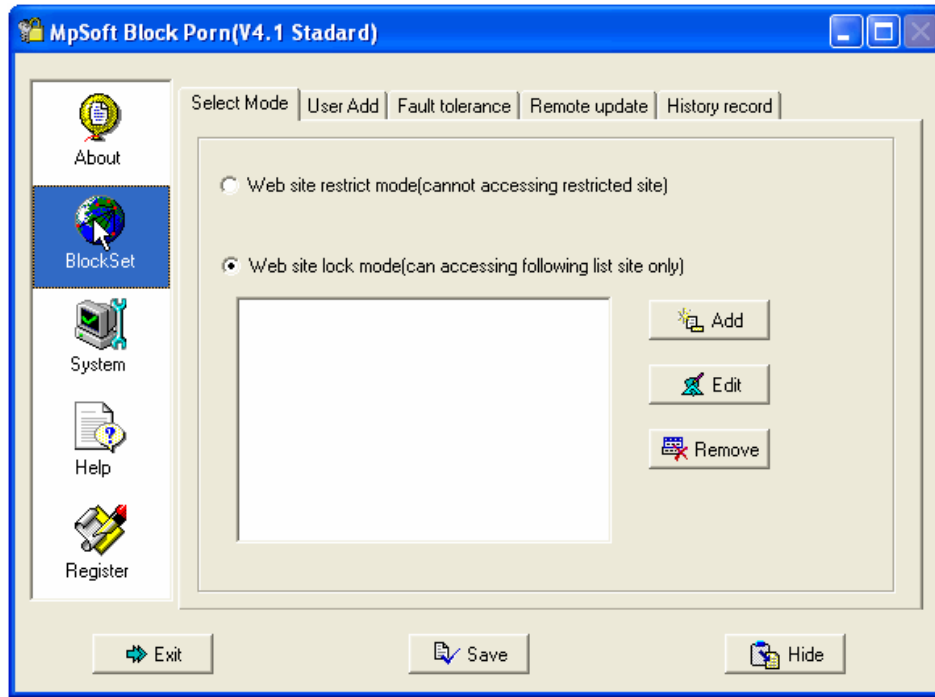 MpSoft Block Porn(V4.1 Stadard)
About
BlockSet
System
Help
Register
Select Mode
User Add
Fault tolerance
Remote update
History record
Web site restrict mode(cannot accessing restricted site)
Web site lock mode(can accessing following list site only)
Add
Edit
Remove
Exit
Save
Hide